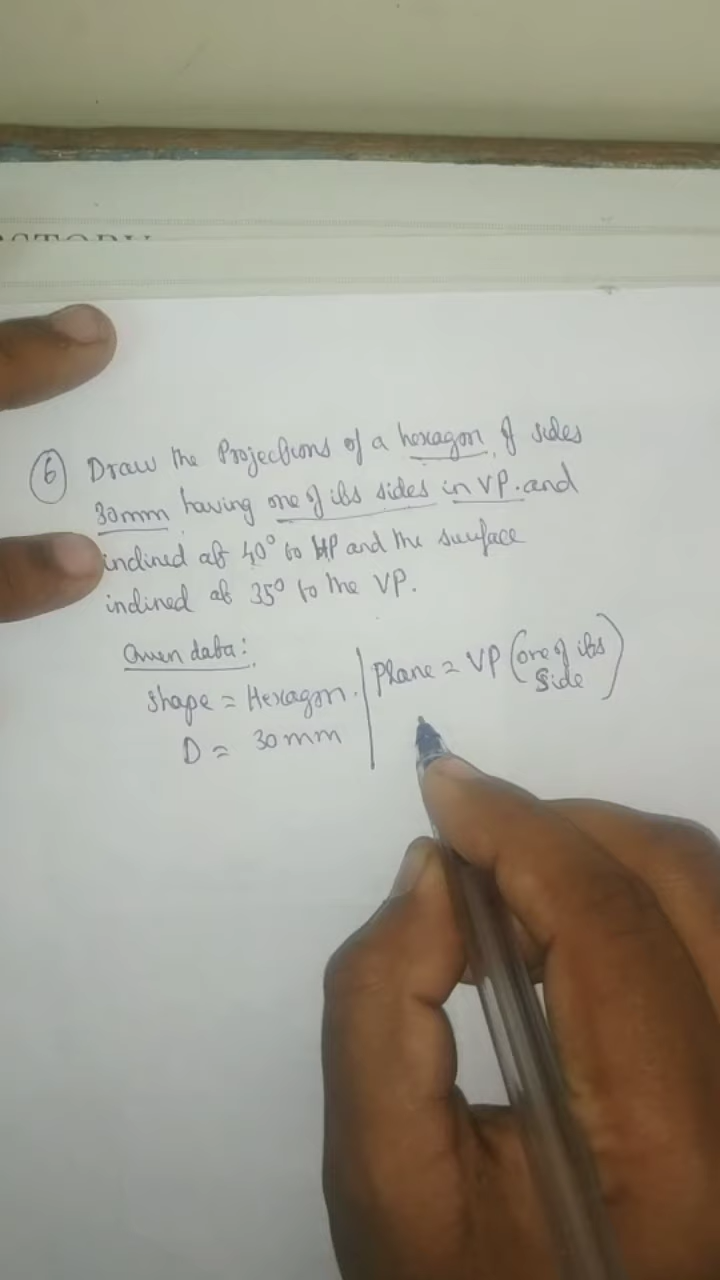 6 Draw the Projections of a hexagon of sides
30mm having one of its sides in VP. and
inclined at 40° to HP and the surface
inclined at 35° to the VP.
Given data:
shape = Hexagon.
D = 30mm
Plane = VP (one of its
Side)